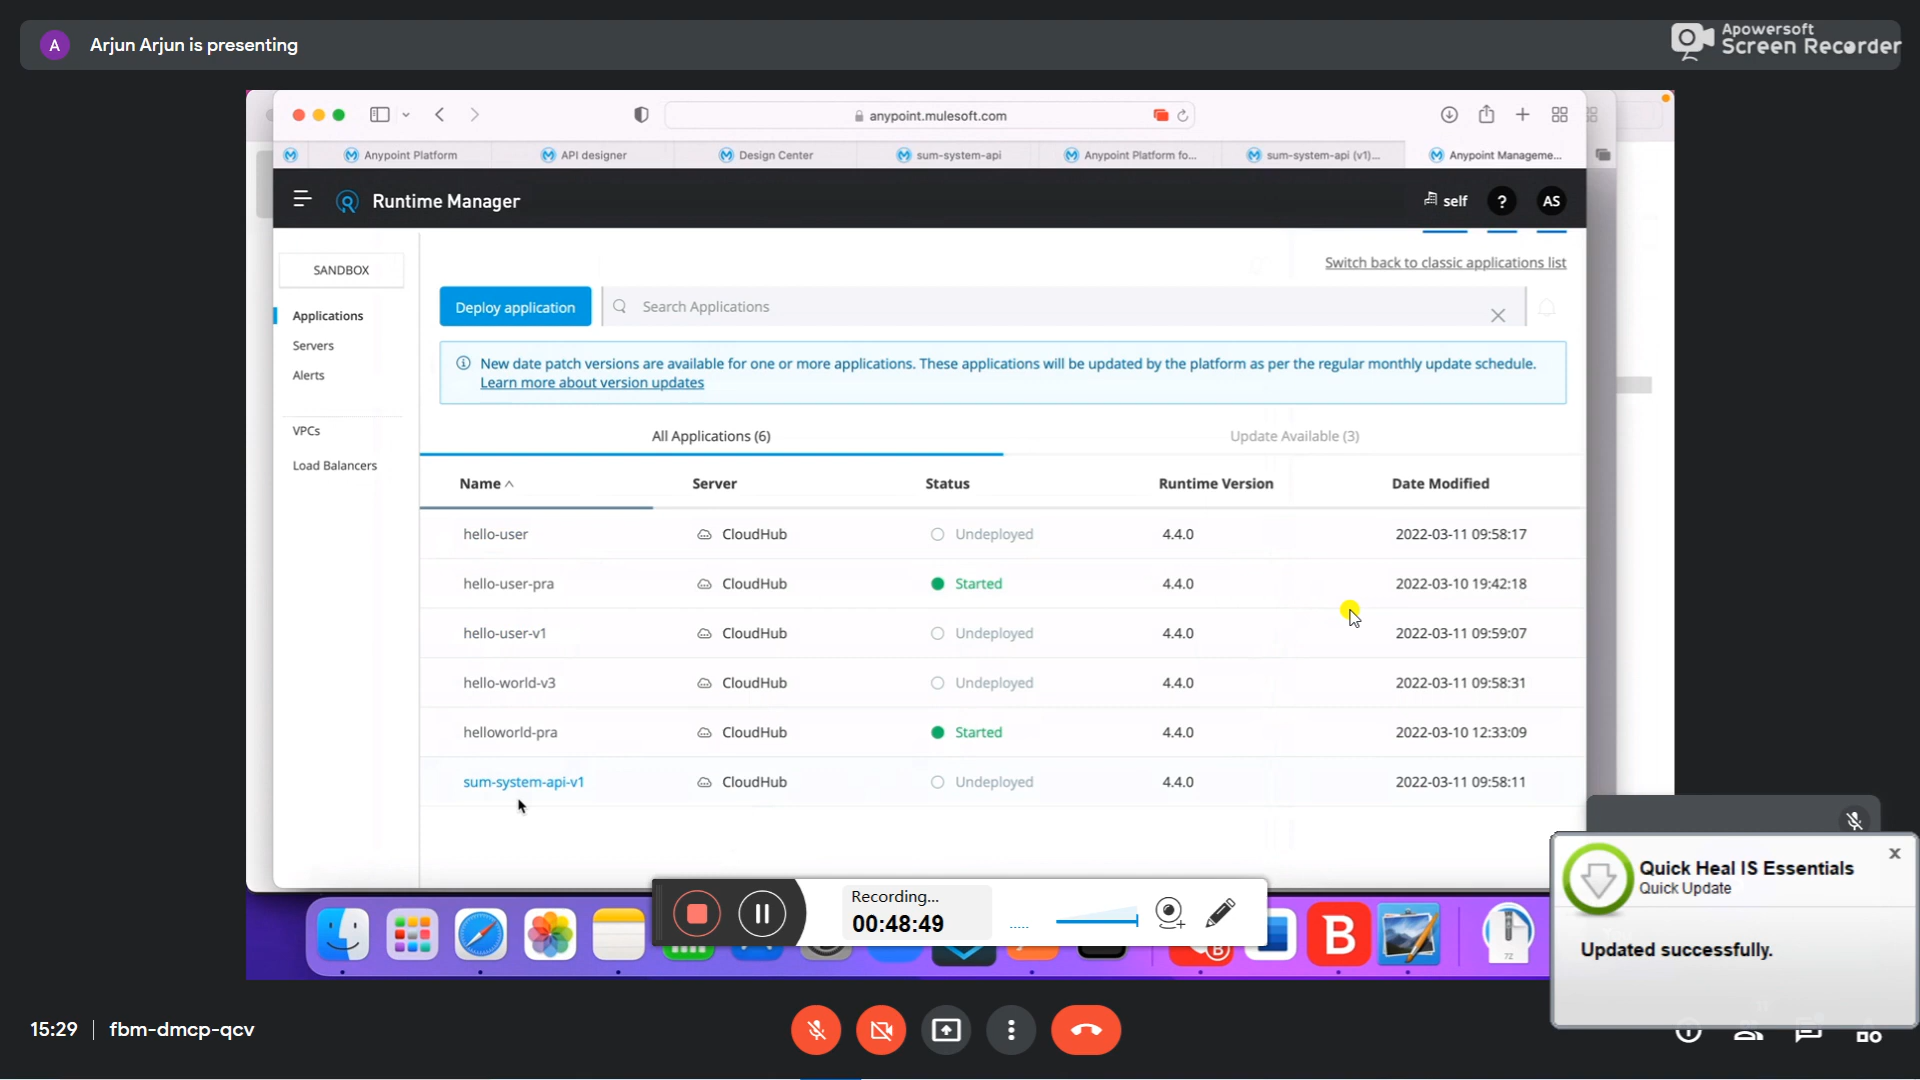 A Arjun Arjun is presenting
Apowersoft
Screen Recorder
anypoint.mulesoft.com
Anypoint Platform
API designer
Design Center
sum-system-api
Anypoint Platform fo...
sum-system-api (v1)...
Anypoint Manageme...
Runtime Manager
self
?
AS
SANDBOX
Switch back to classic applications list
Applications
Deploy application
Search Applications
Servers
Alerts
New date patch versions are available for one or more applications. These applications will be updated by the platform as per the regular monthly update schedule.
Learn more about version updates
VPCs
Load Balancers
All Applications (6)
Update Available (3)
Name Server Status Runtime Version Date Modified
hello-user CloudHub Undeployed 4.4.0 2022-03-11 09:58:17
hello-user-pra CloudHub Started 4.4.0 2022-03-10 19:42:18
hello-user-v1 CloudHub Undeployed 4.4.0 2022-03-11 09:59:07
hello-world-v3 CloudHub Undeployed 4.4.0 2022-03-11 09:58:31
helloworld-pra CloudHub Started 4.4.0 2022-03-10 12:33:09
sum-system-api-v1 CloudHub Undeployed 4.4.0 2022-03-11 09:58:11
Quick Heal IS Essentials
Quick Update
Updated successfully.
Recording...
00:48:49
B
B
7Z
15:29 | fbm-dmcp-qcv